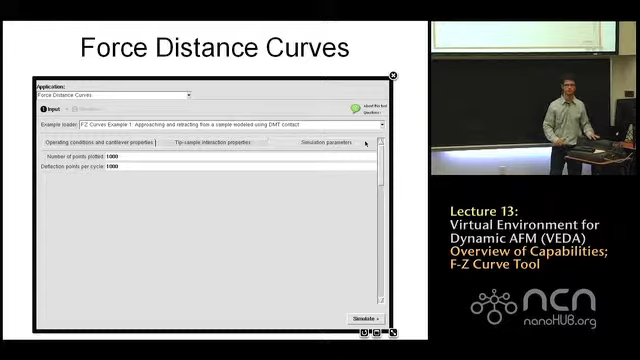 Force Distance Curves
Application:
Force Distance Curves
1 Input
About this tool
Questions?
Example loader: FZ Curves Example 1: Approaching and retracting from a sample modeled using DMT contact
Operating conditions and cantilever properties
Tip-sample interaction properties
Simulation parameters
Number of points plotted: 1000
Deflection points per cycle: 1000
Simulate >
Lecture 13:
Virtual Environment for
Dynamic AFM (VEDA)
Overview of Capabilities;
F-Z Curve Tool
ncn
nanoHUB.org